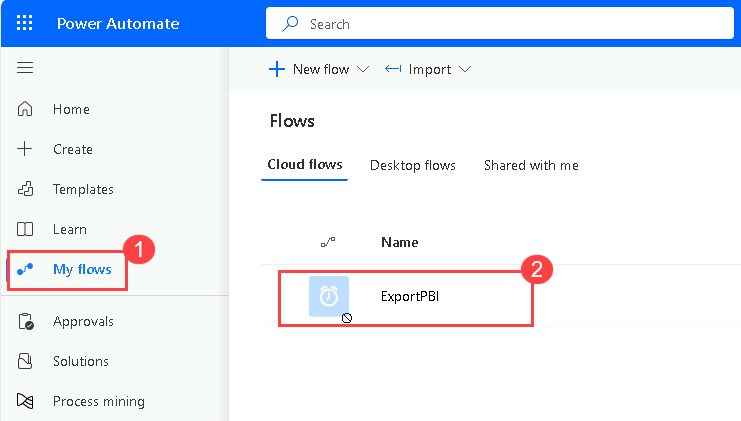 Power Automate
Search
New flow
Import
Home
Create
Templates
Learn
My flows
1
Approvals
Solutions
Process mining
Flows
Cloud flows
Desktop flows
Shared with me
Name
2
ExportPBI